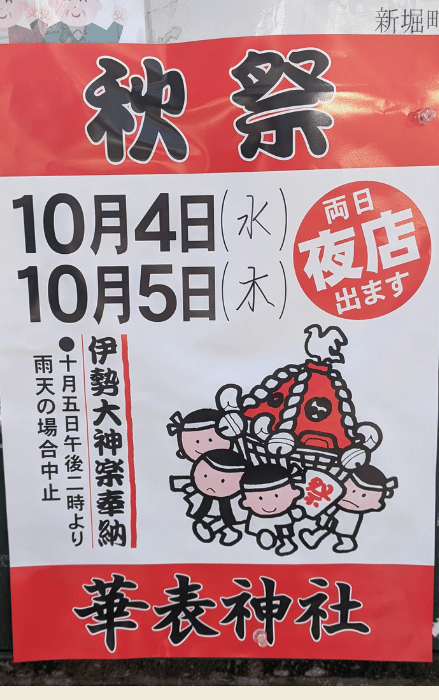 新堀町
秋祭
10月4日(水)
10月5日(木)
両日
夜店
出ます
伊勢大神楽奉納
●十月五日午後二時より
雨天の場合中止
祭
華表神社